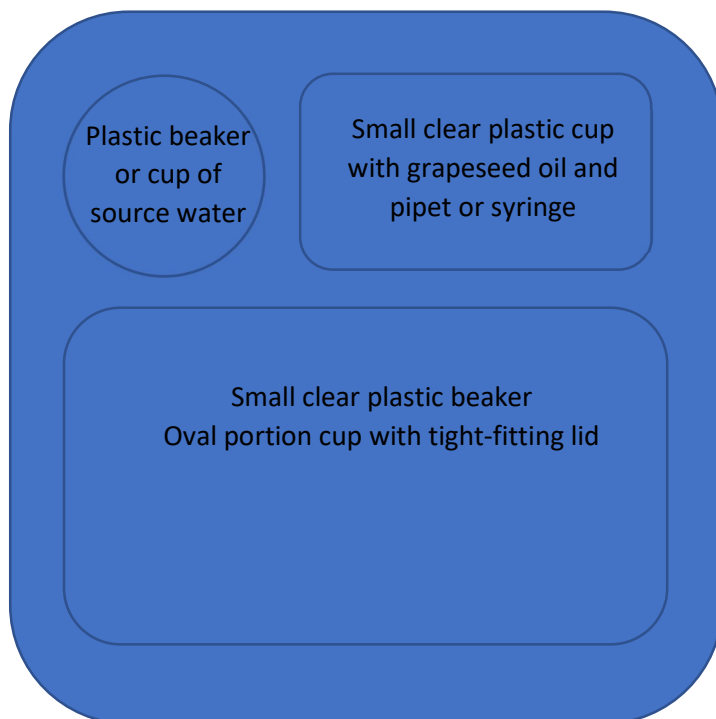 Plastic beaker
or cup of
source water
Small clear plastic cup
with grapeseed oil and
pipet or syringe
Small clear plastic beaker
Oval portion cup with tight-fitting lid